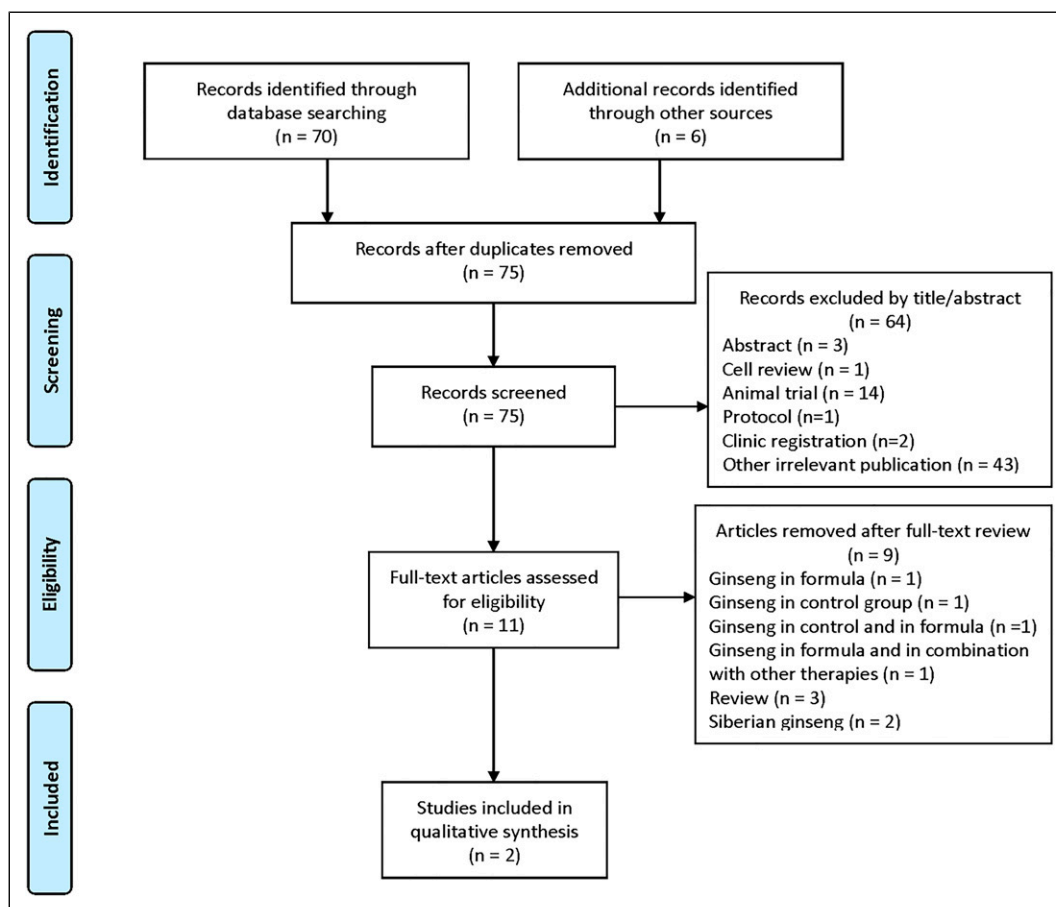 Identification
Records identified through
database searching
(n = 70)
Additional records identified
through other sources
(n = 6)
Records after duplicates removed
(n = 75)
Screening
Records screened
(n = 75)
Records excluded by title/abstract
(n = 64)
Abstract (n = 3)
Cell review (n = 1)
Animal trial (n = 14)
Protocol (n=1)
Clinic registration (n=2)
Other irrelevant publication (n = 43)
Eligibility
Full-text articles assessed
for eligibility
(n = 11)
Articles removed after full-text review
(n = 9)
Ginseng in formula (n = 1)
Ginseng in control group (n = 1)
Ginseng in control and in formula (n =1)
Ginseng in formula and in combination
with other therapies (n = 1)
Review (n = 3)
Siberian ginseng (n = 2)
Included
Studies included in
qualitative synthesis
(n = 2)